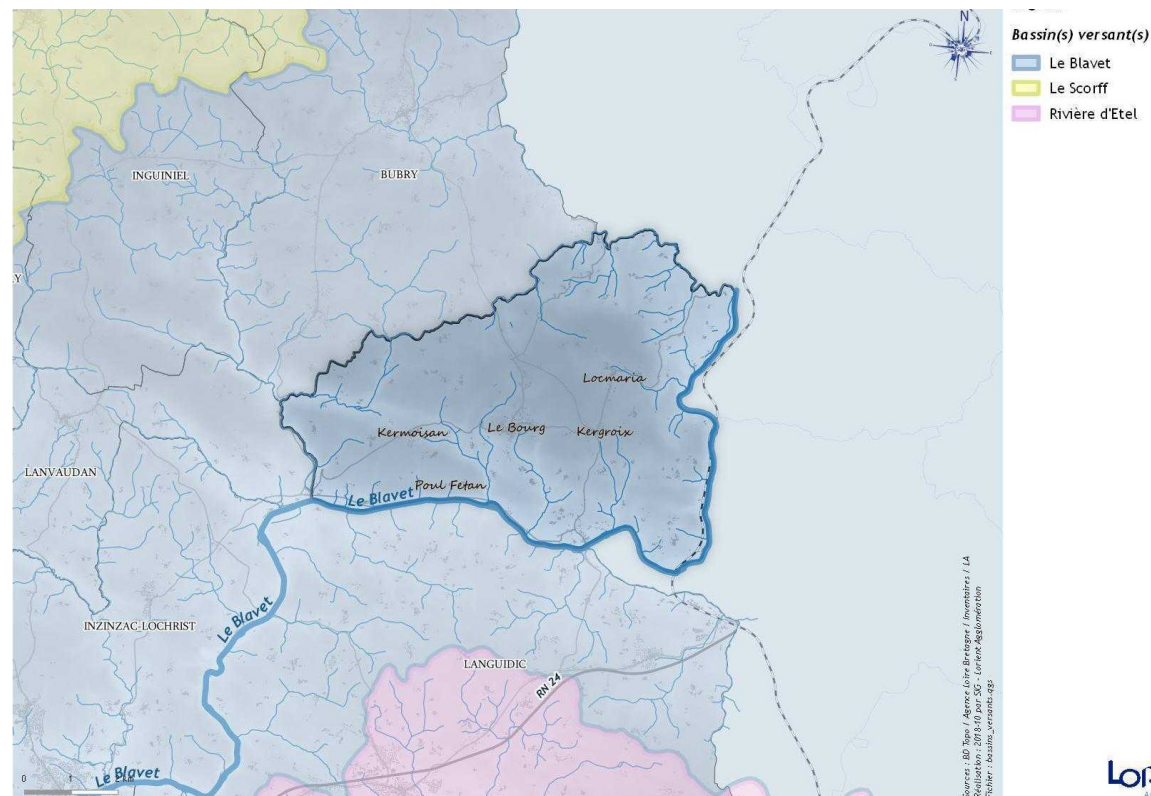 N
Bassin(s) versant(s)
Le Blavet
Le Scorff
Rivière d'Etel
INGUINIEL
BUBRY
Y
Locmaria
Kermoisan
Le Bourg
Kergroix
LANVAUDAN
Poul Fetan
Le Blavet
Le Blavet
INZINZAC-LOCHRIST
LANGUIDIC
RN 24
Le Blavet
0 1 2 km
Sources : BD Topo / Agence Loire Bretagne / Inventaires / LA
Réalisation : 2018-10 par SIG - Lorient Agglomération
Fichier : bassins_versants.qgs